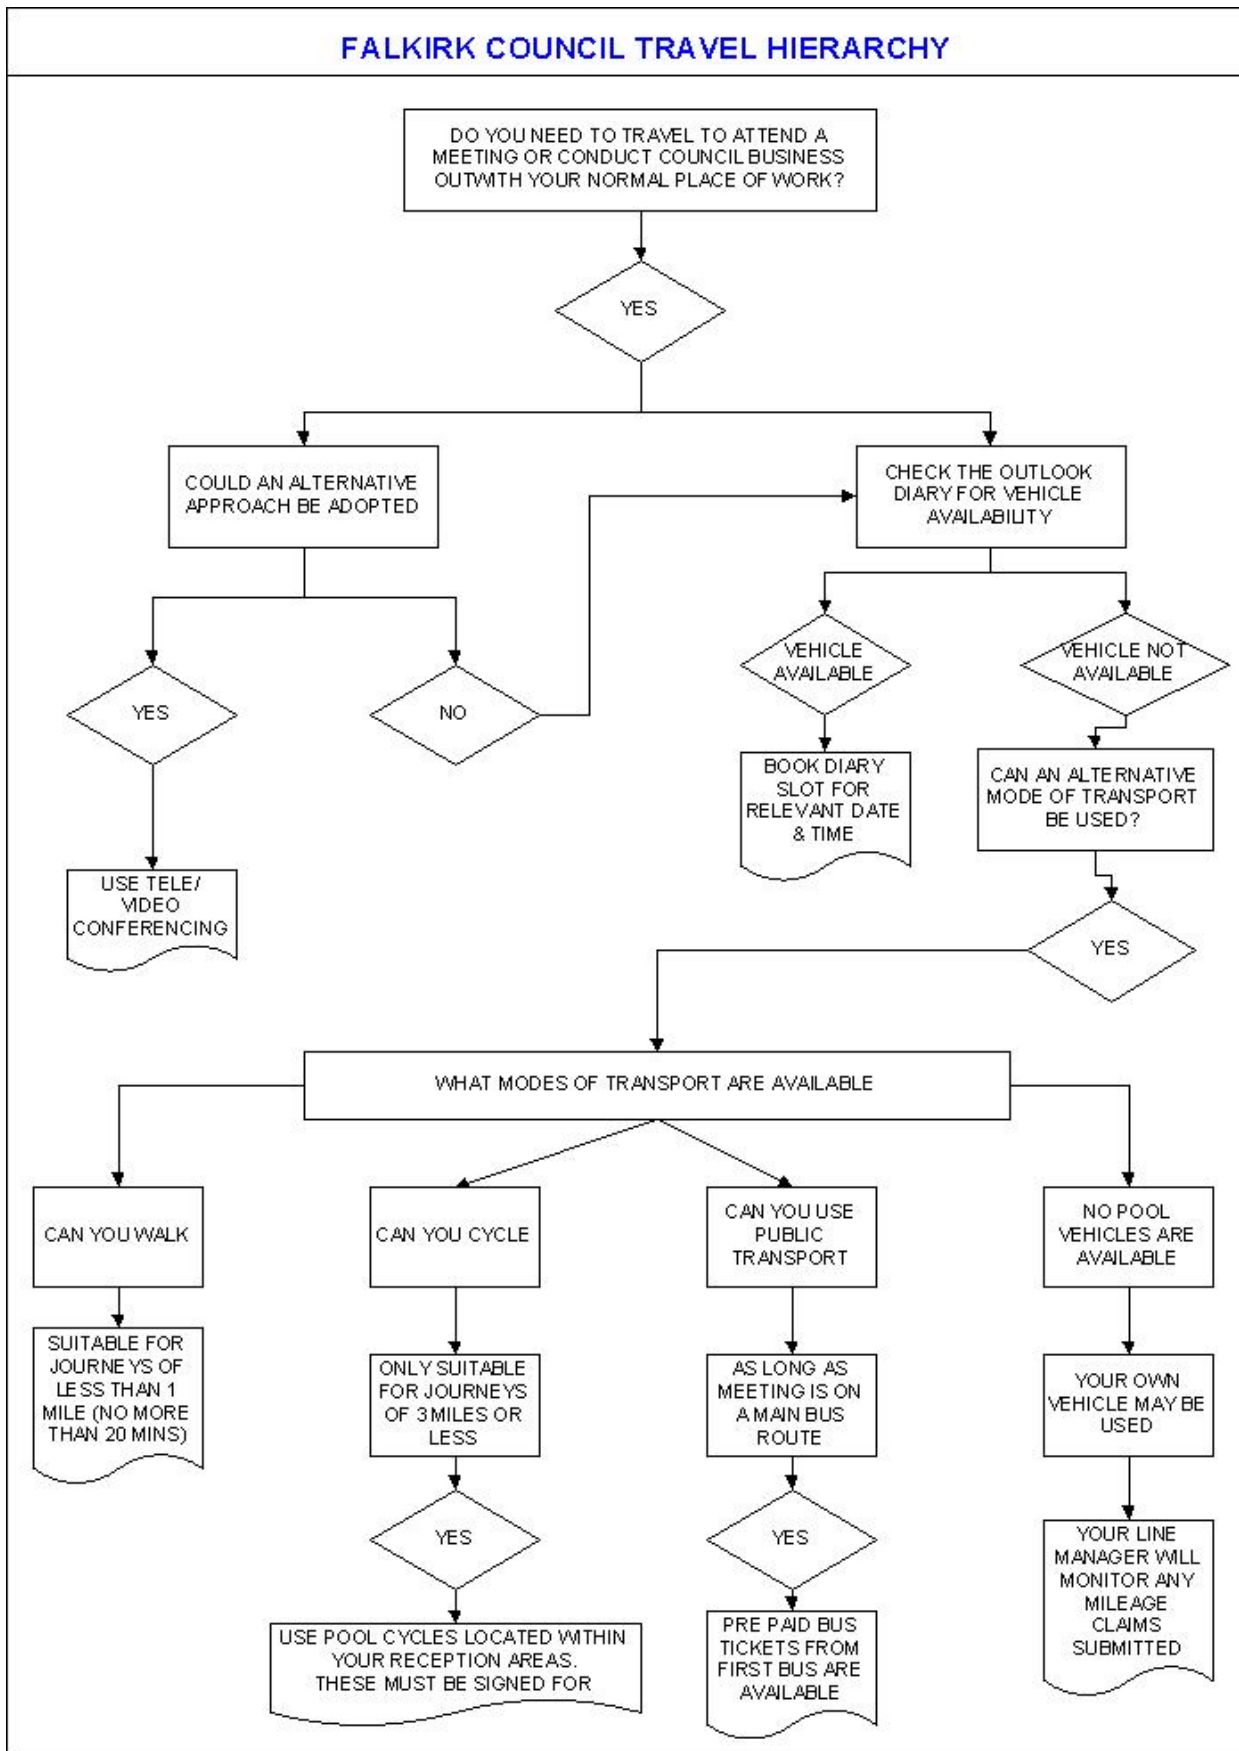 FALKIRK COUNCIL TRAVEL HIERARCHY
DO YOU NEED TO TRAVEL TO ATTEND A
MEETING OR CONDUCT COUNCIL BUSINESS
OUTWITH YOUR NORMAL PLACE OF WORK?
YES
COULD AN ALTERNATIVE
APPROACH BE ADOPTED
CHECK THE OUTLOOK
DIARY FOR VEHICLE
AVAILABILITY
YES
NO
VEHICLE
AVAILABLE
VEHICLE NOT
AVAILABLE
USE TELE/
VIDEO
CONFERENCING
BOOK DIARY
SLOT FOR
RELEVANT DATE
& TIME
CAN AN ALTERNATIVE
MODE OF TRANSPORT
BE USED?
YES
WHAT MODES OF TRANSPORT ARE AVAILABLE
CAN YOU WALK
SUITABLE FOR
JOURNEYS OF
LESS THAN 1
MILE (NO MORE
THAN 20 MINS)
CAN YOU CYCLE
ONLY SUITABLE
FOR JOURNEYS
OF 3 MILES OR
LESS
YES
USE POOL CYCLES LOCATED WITHIN
YOUR RECEPTION AREAS.
THESE MUST BE SIGNED FOR
CAN YOU USE
PUBLIC
TRANSPORT
AS LONG AS
MEETING IS ON
A MAIN BUS
ROUTE
YES
PRE PAID BUS
TICKETS FROM
FIRST BUS ARE
AVAILABLE
NO POOL
VEHICLES ARE
AVAILABLE
YOUR OWN
VEHICLE MAY BE
USED
YOUR LINE
MANAGER WILL
MONITOR ANY
MILEAGE
CLAIMS
SUBMITTED